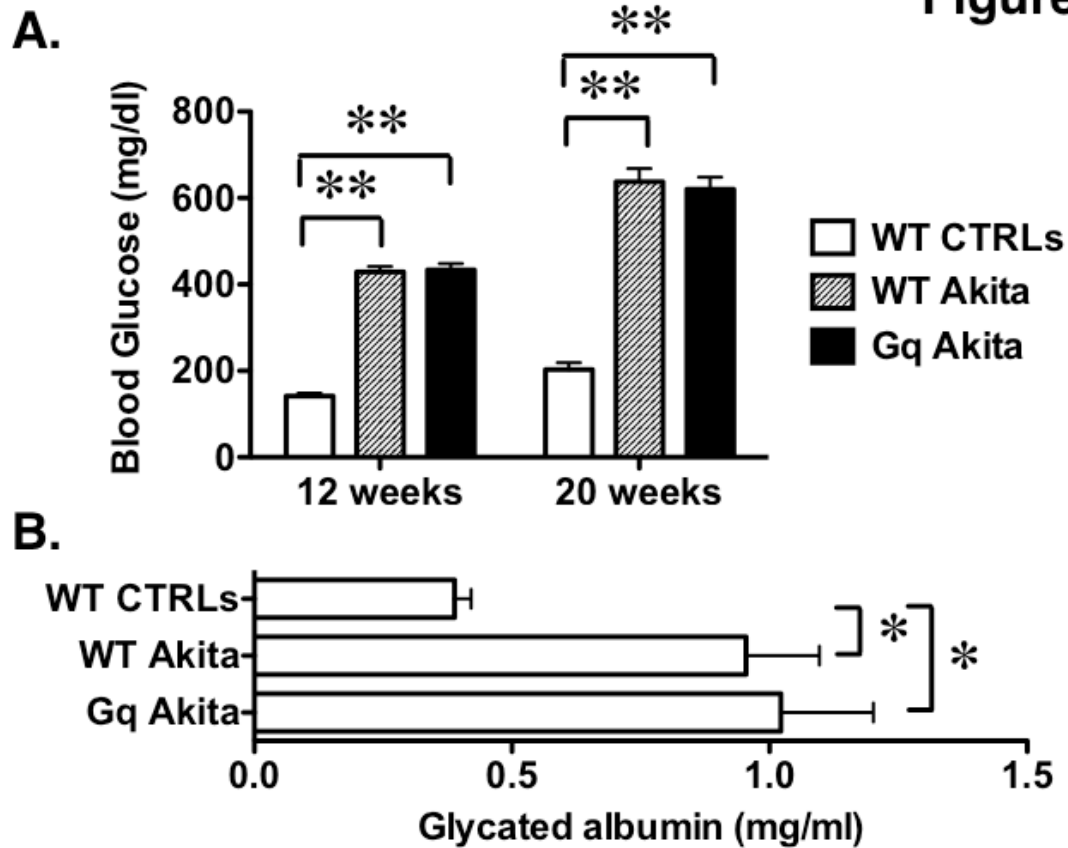 Figure
A.
**
**
**
**
Blood Glucose (mg/dl)
800
600
400
200
0
12 weeks
20 weeks
WT CTRLs
WT Akita
Gq Akita
B.
WT CTRLs
WT Akita
Gq Akita
*
*
0.0 0.5 1.0 1.5
Glycated albumin (mg/ml)